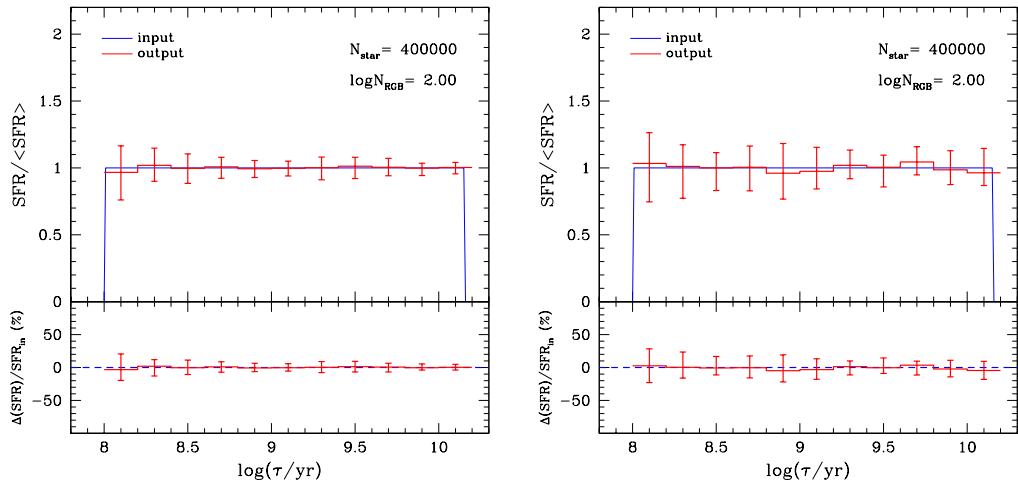 2
1.5
1
0.5
0
SFR/<SFR>
input
output
N_star= 400000
logN_RGB= 2.00
50
0
−50
Δ(SFR)/SFR_in (%)
8
8.5
9
9.5
10
log(τ/yr)
2
1.5
1
0.5
0
SFR/<SFR>
input
output
N_star= 400000
logN_RGB= 2.00
50
0
−50
Δ(SFR)/SFR_in (%)
8
8.5
9
9.5
10
log(τ/yr)